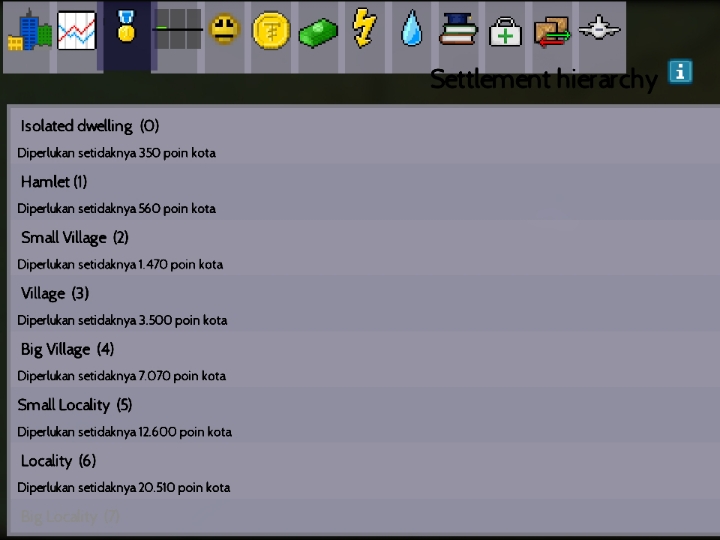 Settlement hierarchy
Isolated dwelling (0)
Diperlukan setidaknya 350 poin kota
Hamlet (1)
Diperlukan setidaknya 560 poin kota
Small Village (2)
Diperlukan setidaknya 1.470 poin kota
Village (3)
Diperlukan setidaknya 3.500 poin kota
Big Village (4)
Diperlukan setidaknya 7.070 poin kota
Small Locality (5)
Diperlukan setidaknya 12.600 poin kota
Locality (6)
Diperlukan setidaknya 20.510 poin kota
Big Locality (7)